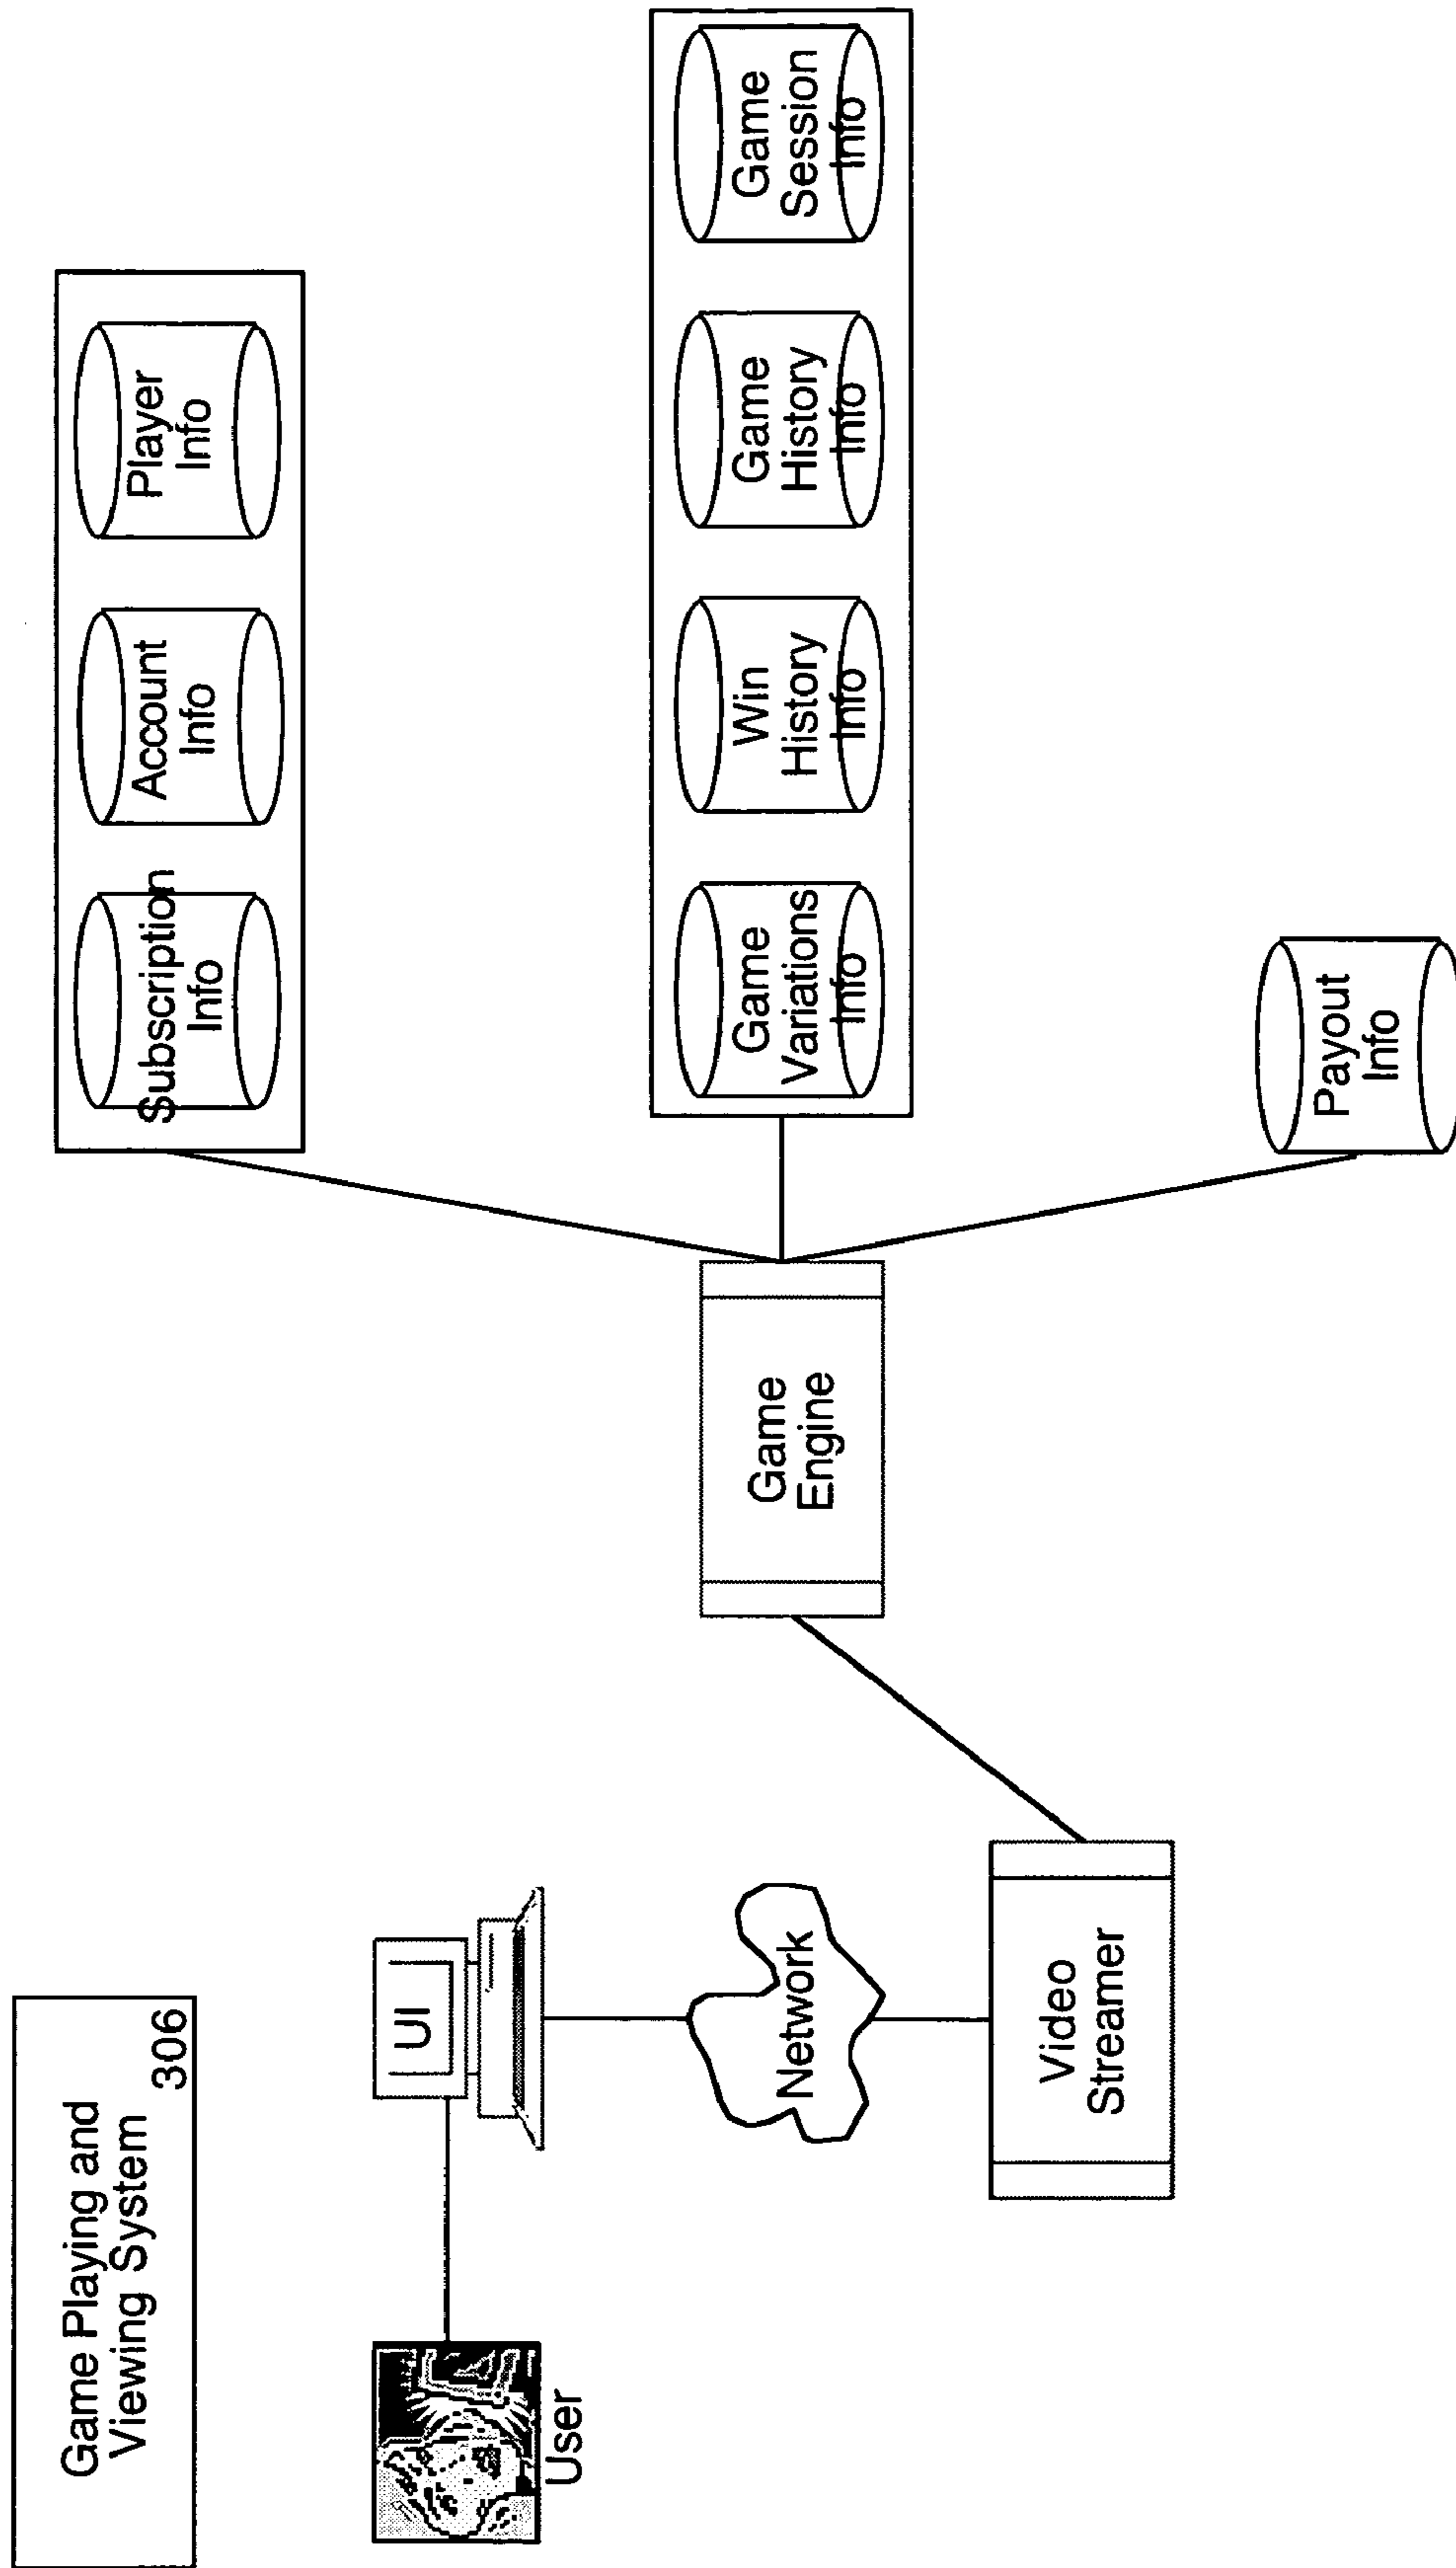 Game Playing and
Viewing System
306
User
UI
Network
Video
Streamer
Game
Engine
Subscription
Info
Account
Info
Player
Info
Game
Variations
Info
Win
History
Info
Game
History
Info
Game
Session
Info
Payout
Info